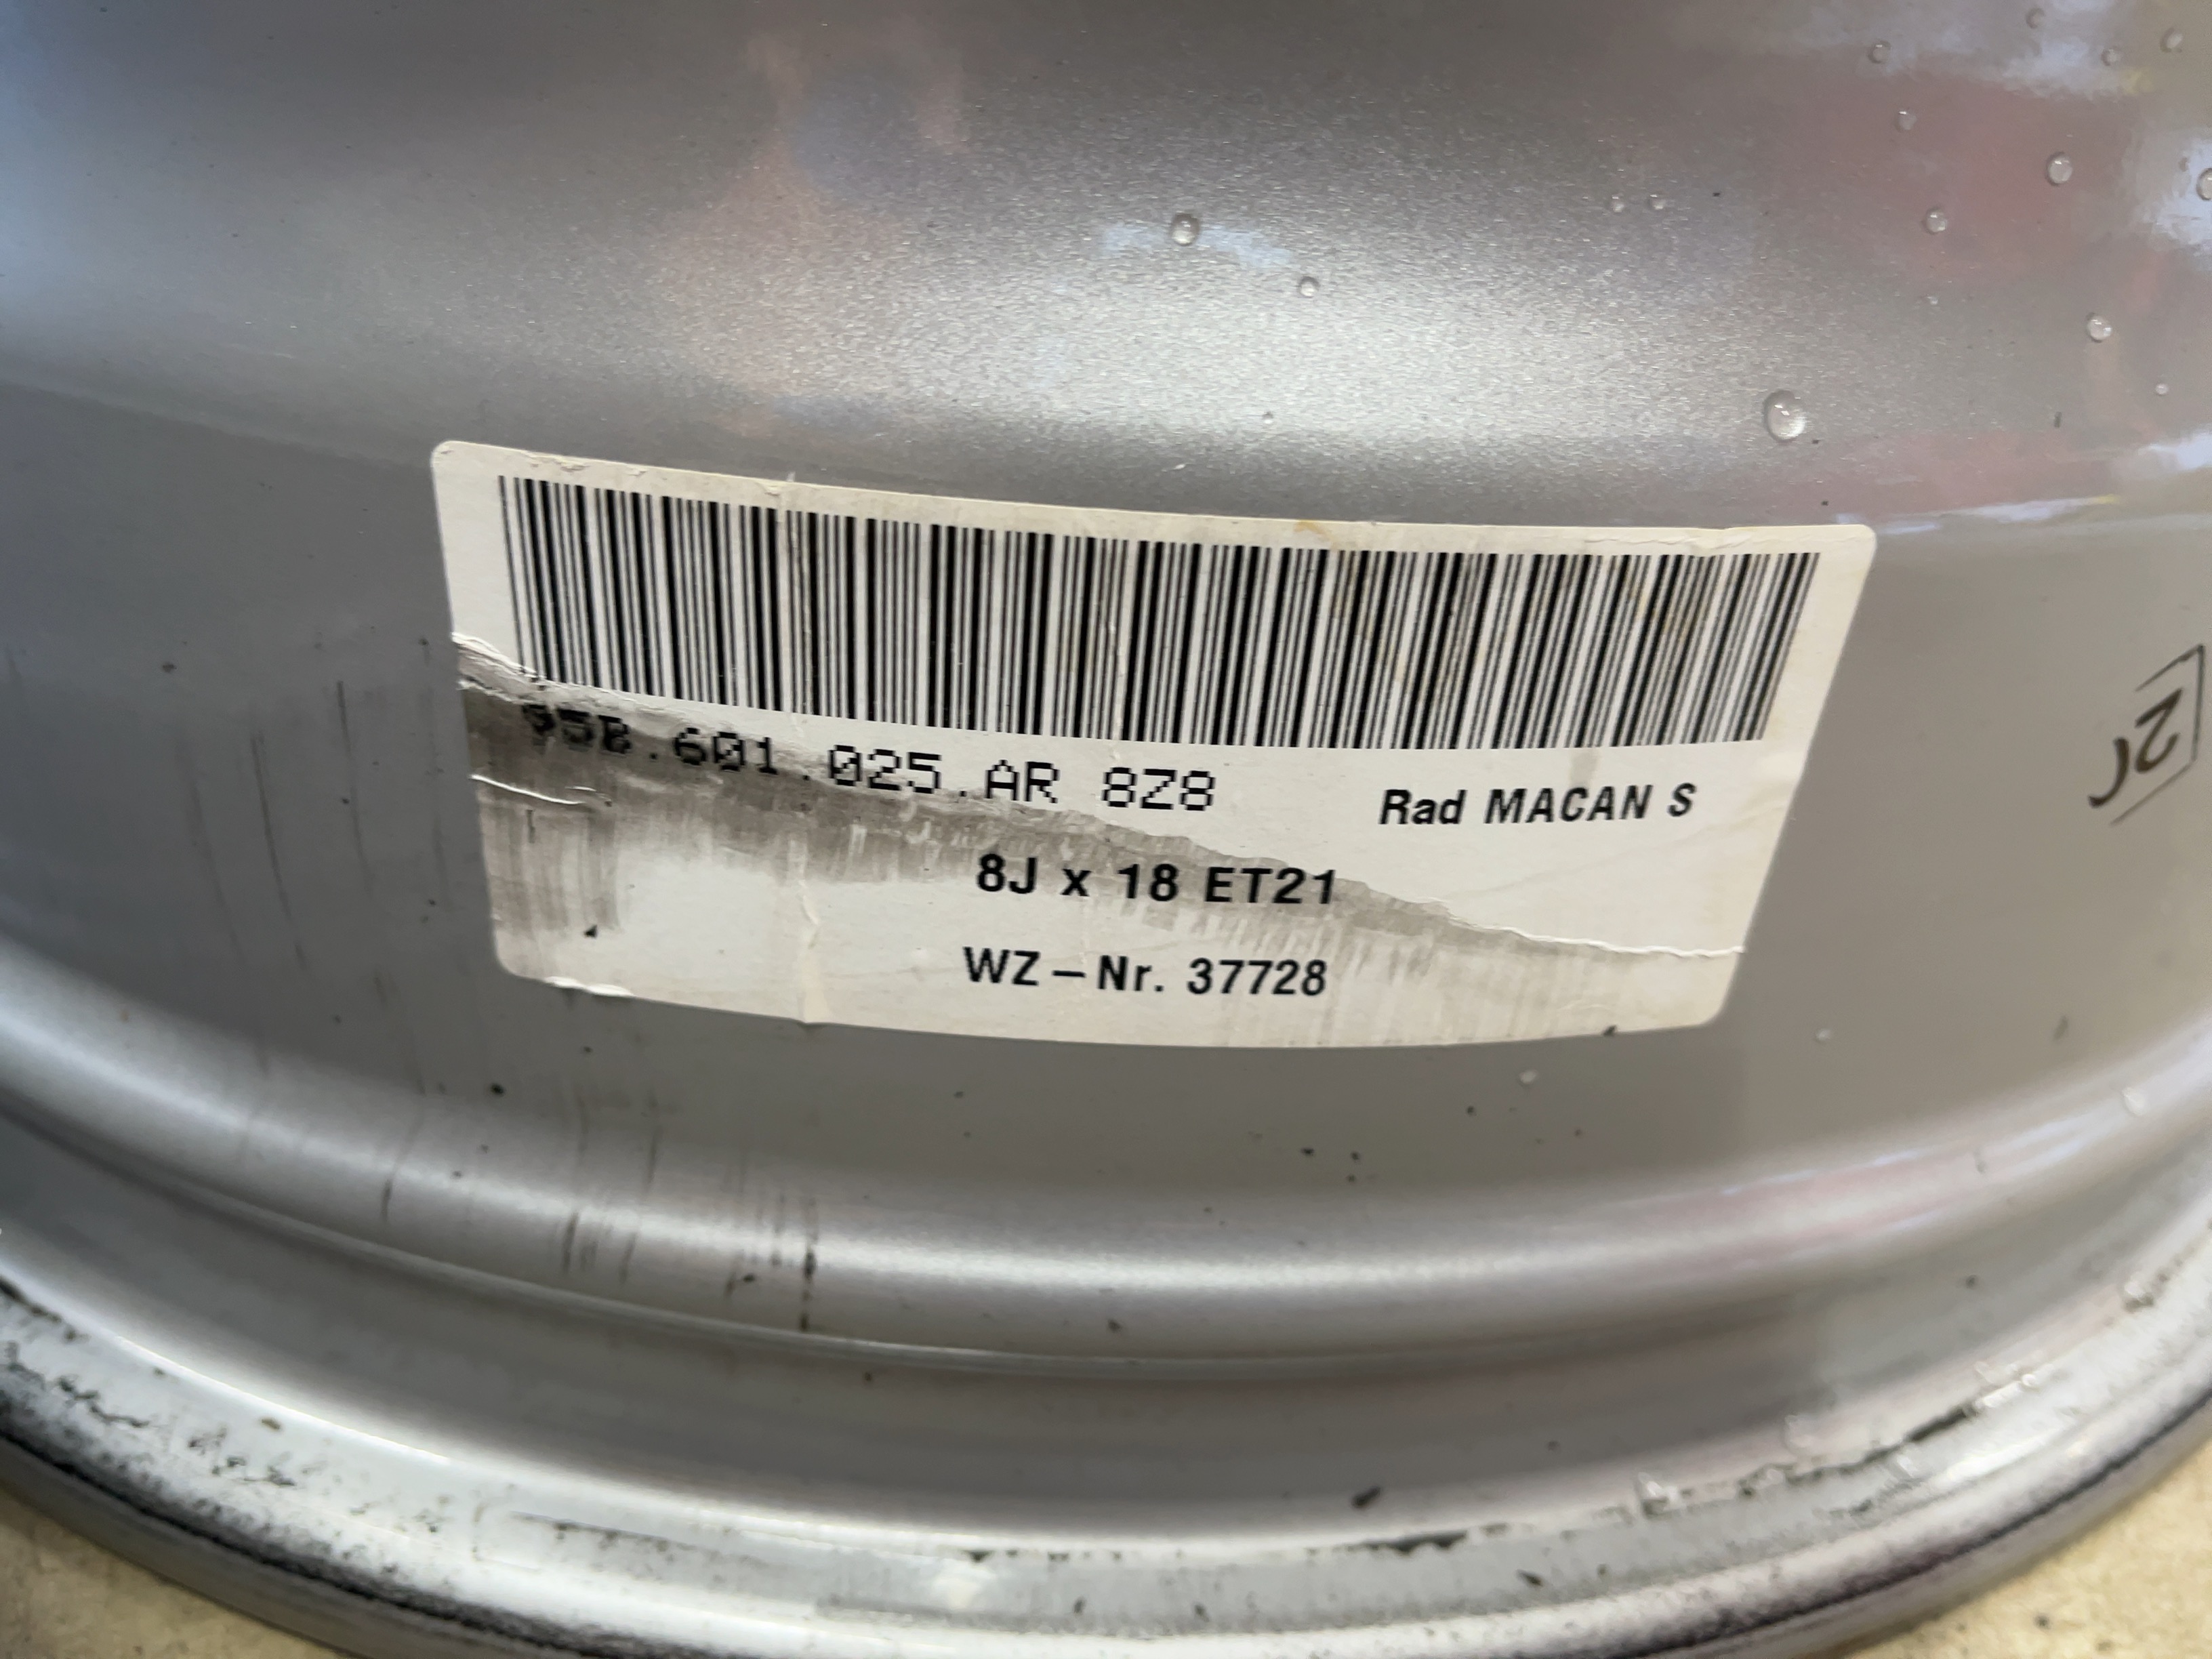 95B.601.025.AR 8Z8
Rad MACAN S
8J x 18 ET21
WZ-Nr. 37728